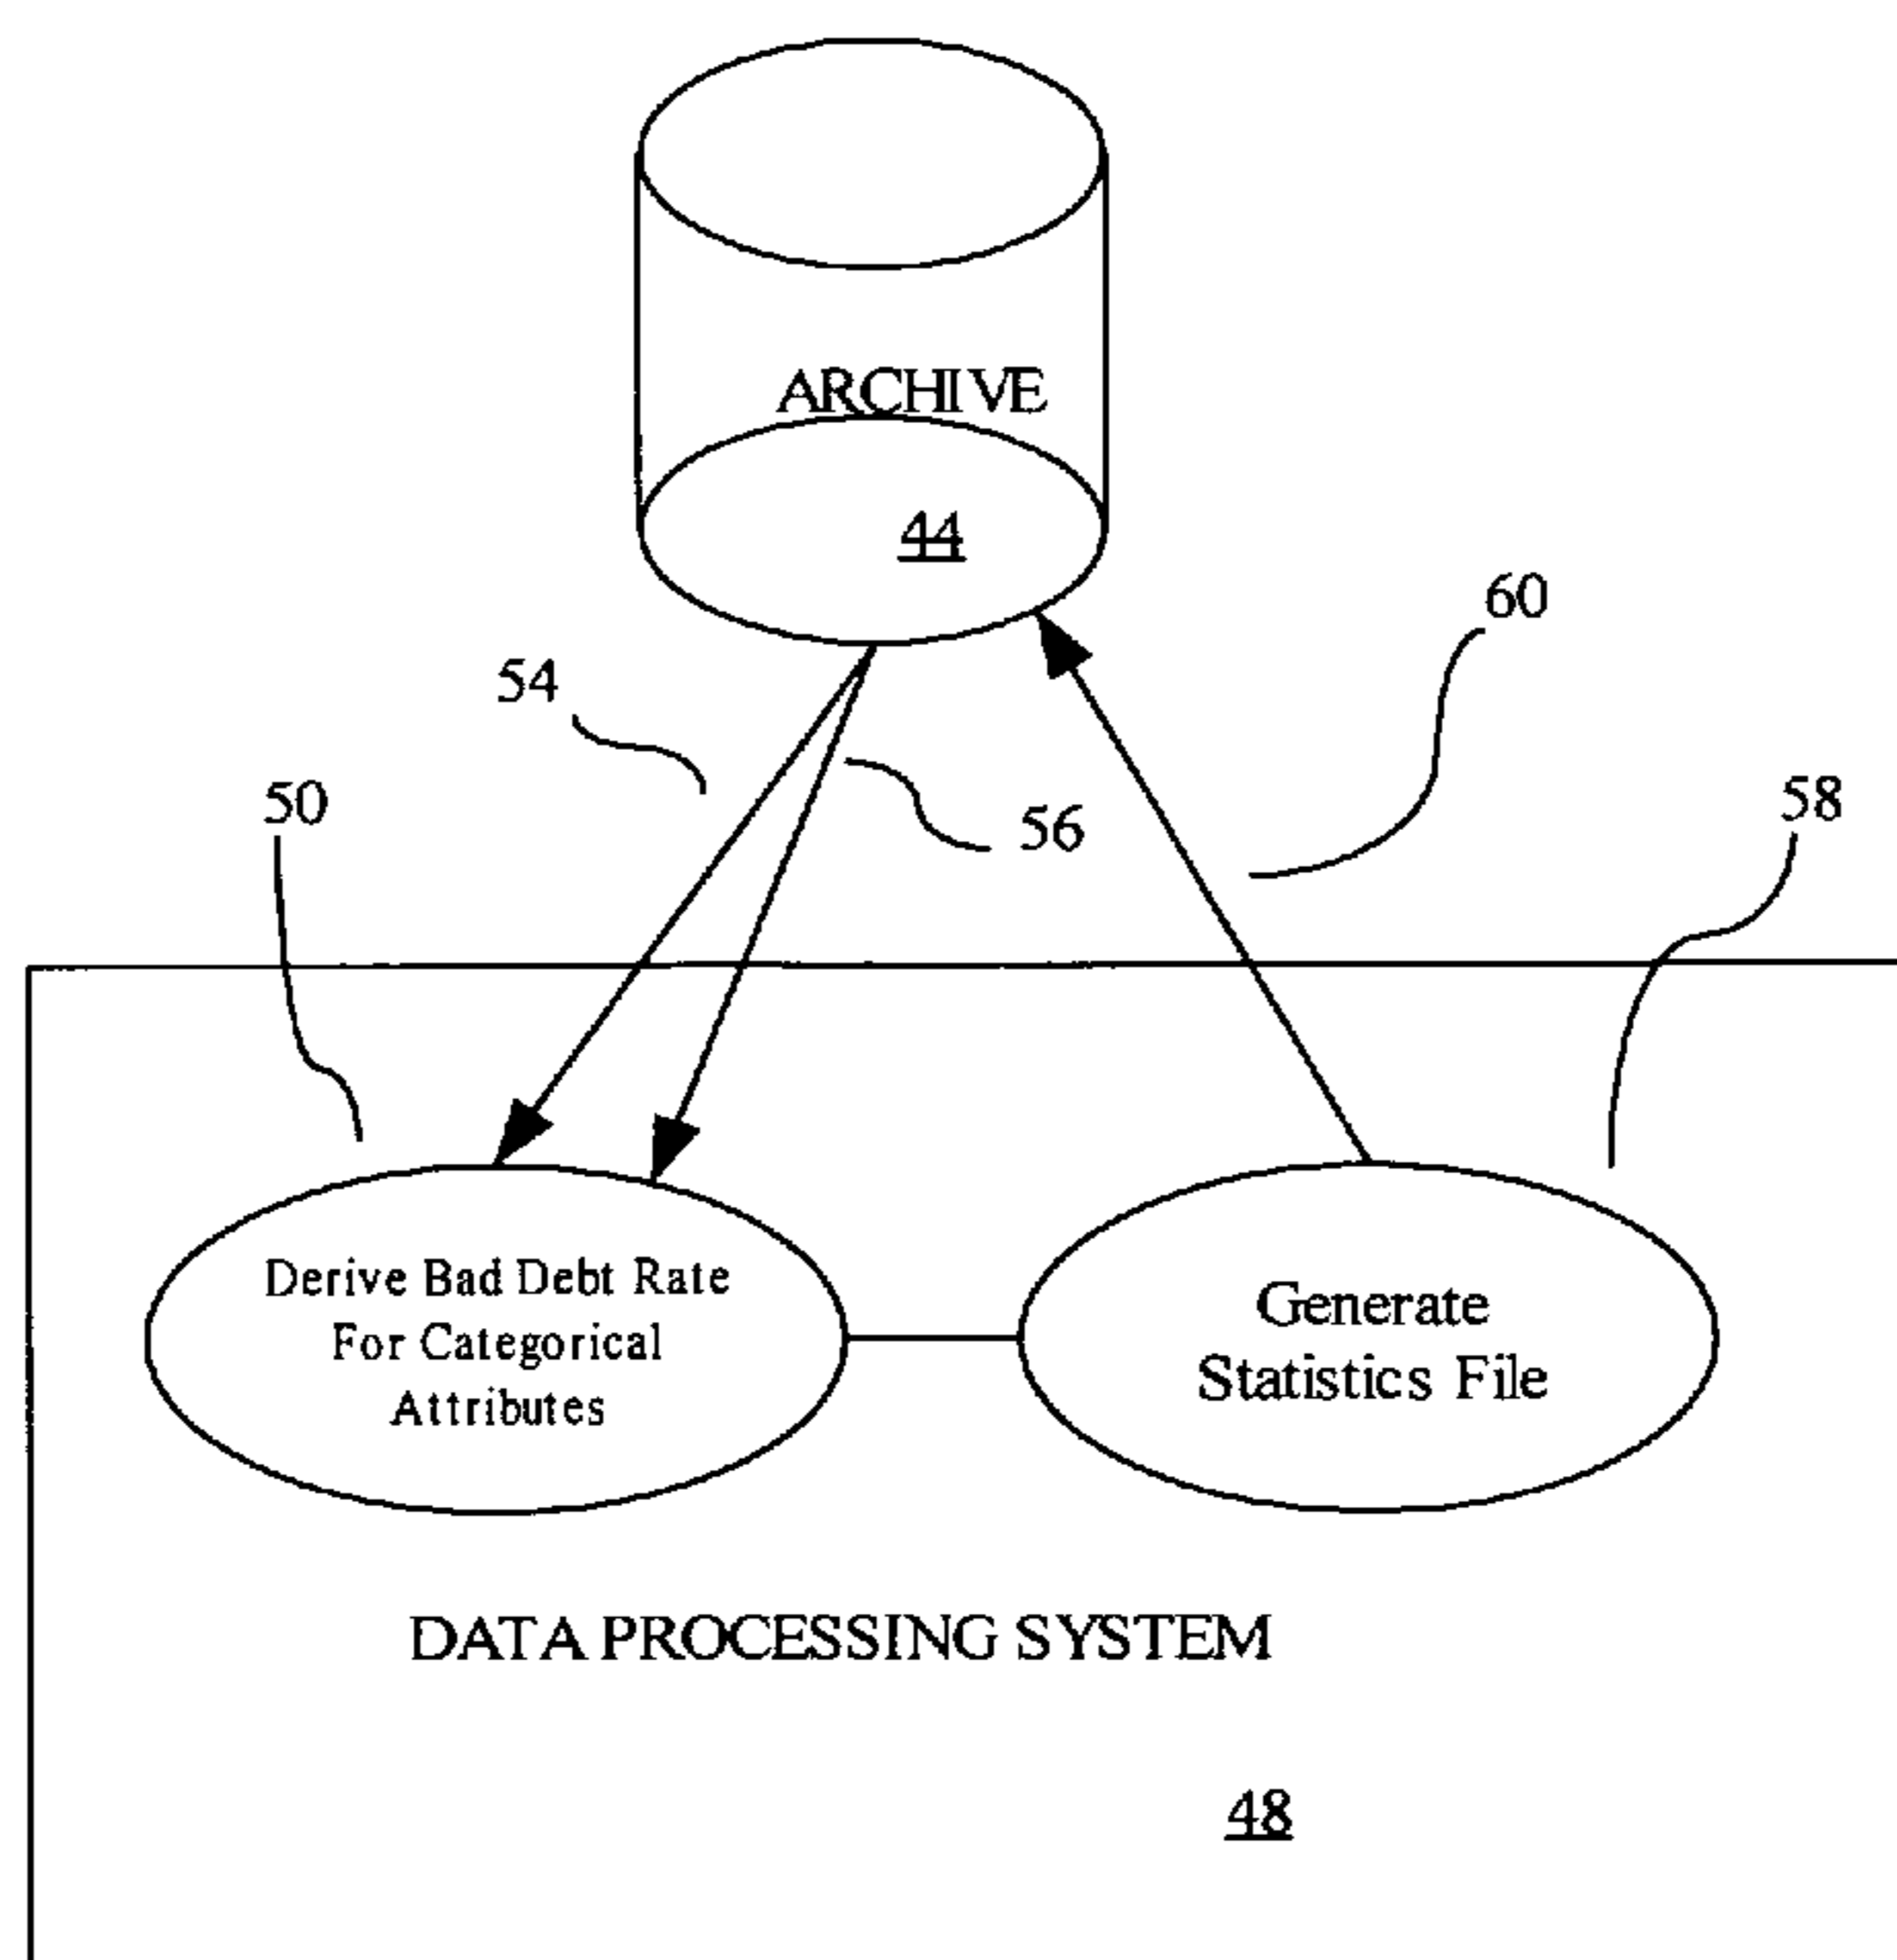 ARCHIVE
44
60
54
50
56
58
Derive Bad Debt Rate
For Categorical
Attributes
Generate
Statistics File
DATA PROCESSING SYSTEM
48